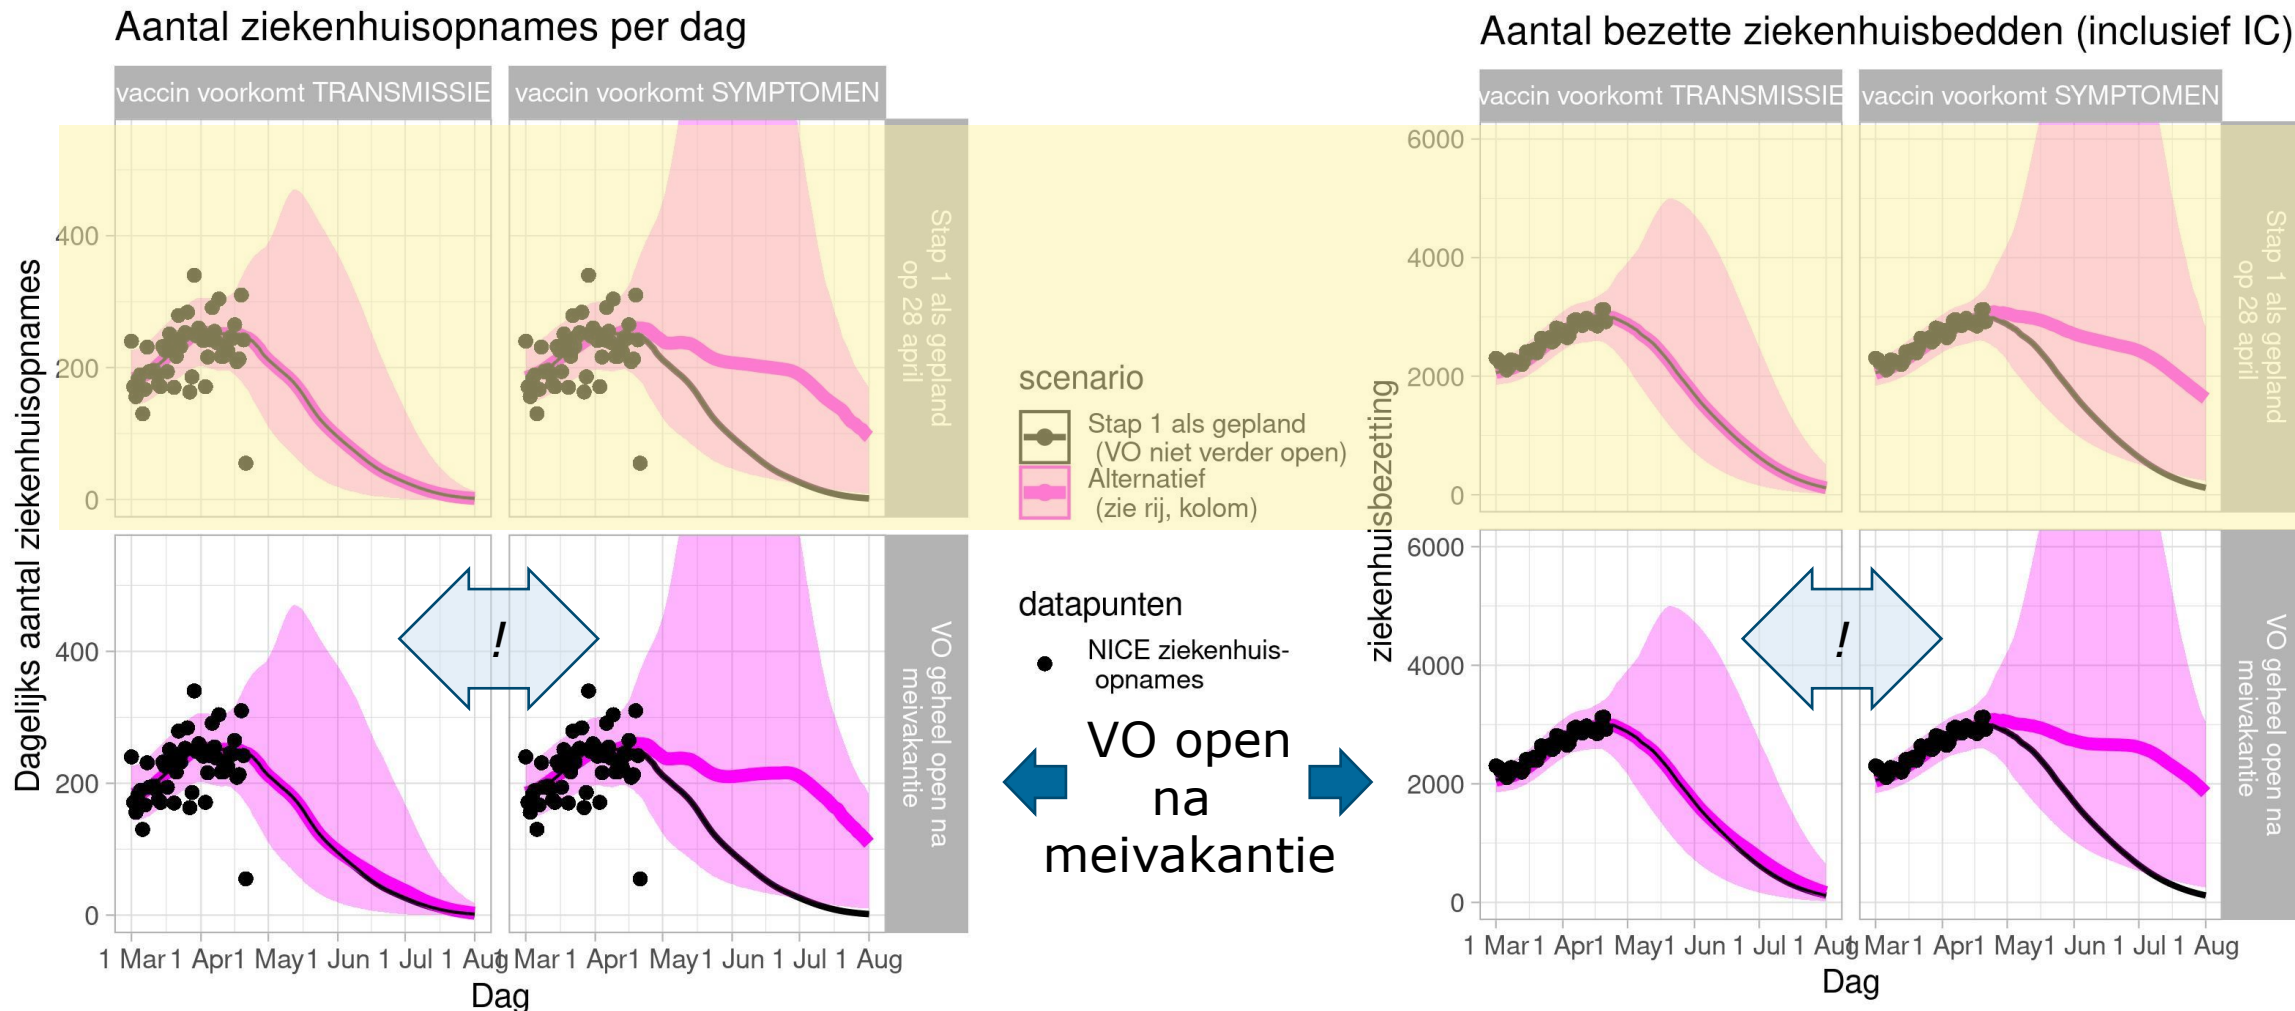 Aantal ziekenhuisopnames per dag
vaccin voorkomt TRANSMISSIE
vaccin voorkomt SYMPTOMEN
Dagelijks aantal ziekenhuisopnames
400
200
0
Stap 1 als gepland
op 28 april
400
200
0
!
VO geheel open na
meivakantie
1 Mar 1 Apr 1 May 1 Jun 1 Jul 1 Aug
1 Mar 1 Apr 1 May 1 Jun 1 Jul 1 Aug
Dag
scenario
Stap 1 als gepland
(VO niet verder open)
Alternatief
(zie rij, kolom)
datapunten
NICE ziekenhuis-
opnames
VO open
na
meivakantie
Aantal bezette ziekenhuisbedden (inclusief IC)
vaccin voorkomt TRANSMISSIE
vaccin voorkomt SYMPTOMEN
ziekenhuisbezetting
6000
4000
2000
0
Stap 1 als gepland
op 28 april
6000
4000
2000
0
!
VO geheel open na
meivakantie
1 Mar 1 Apr 1 May 1 Jun 1 Jul 1 Aug
1 Mar 1 Apr 1 May 1 Jun 1 Jul 1 Aug
Dag